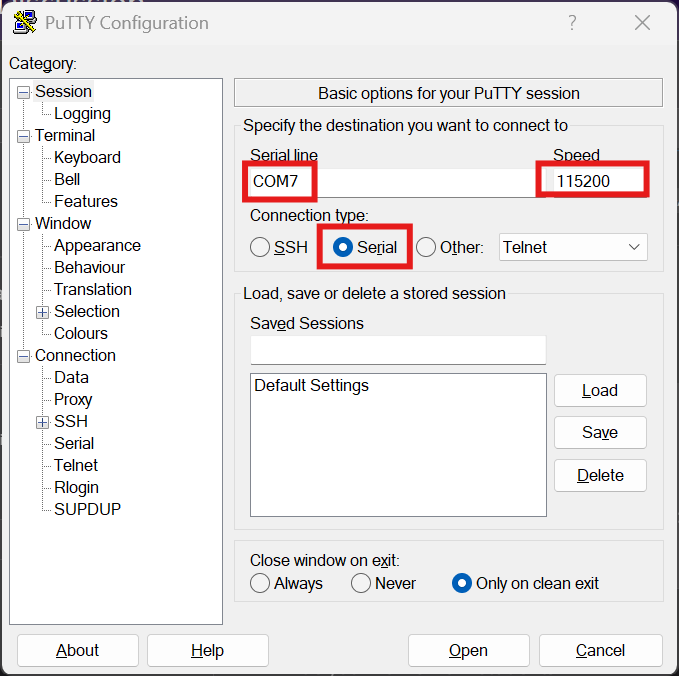 PuTTY Configuration
?
Category:
Session
Logging
Terminal
Keyboard
Bell
Features
Window
Appearance
Behaviour
Translation
Selection
Colours
Connection
Data
Proxy
SSH
Serial
Telnet
Rlogin
SUPDUP
Basic options for your PuTTY session
Specify the destination you want to connect to
Serial line Speed
COM7 115200
Connection type:
SSH Serial Other: Telnet
Load, save or delete a stored session
Saved Sessions
Default Settings
Load
Save
Delete
Close window on exit:
Always Never Only on clean exit
About Help Open Cancel